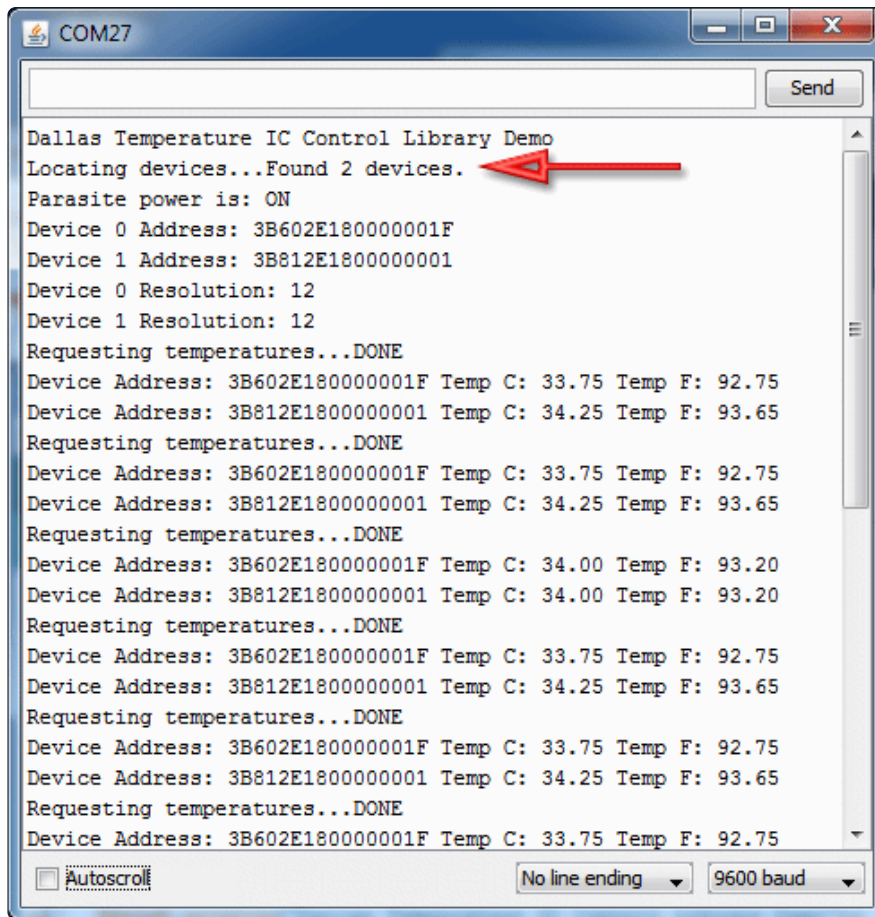 COM27
Send
Dallas Temperature IC Control Library Demo
Locating devices...Found 2 devices.
Parasite power is: ON
Device 0 Address: 3B602E180000001F
Device 1 Address: 3B812E1800000001
Device 0 Resolution: 12
Device 1 Resolution: 12
Requesting temperatures...DONE
Device Address: 3B602E180000001F Temp C: 33.75 Temp F: 92.75
Device Address: 3B812E1800000001 Temp C: 34.25 Temp F: 93.65
Requesting temperatures...DONE
Device Address: 3B602E180000001F Temp C: 33.75 Temp F: 92.75
Device Address: 3B812E1800000001 Temp C: 34.25 Temp F: 93.65
Requesting temperatures...DONE
Device Address: 3B602E180000001F Temp C: 34.00 Temp F: 93.20
Device Address: 3B812E1800000001 Temp C: 34.00 Temp F: 93.20
Requesting temperatures...DONE
Device Address: 3B602E180000001F Temp C: 33.75 Temp F: 92.75
Device Address: 3B812E1800000001 Temp C: 34.25 Temp F: 93.65
Requesting temperatures...DONE
Device Address: 3B602E180000001F Temp C: 33.75 Temp F: 92.75
Device Address: 3B812E1800000001 Temp C: 34.25 Temp F: 93.65
Requesting temperatures...DONE
Device Address: 3B602E180000001F Temp C: 33.75 Temp F: 92.75
Autoscroll No line ending 9600 baud